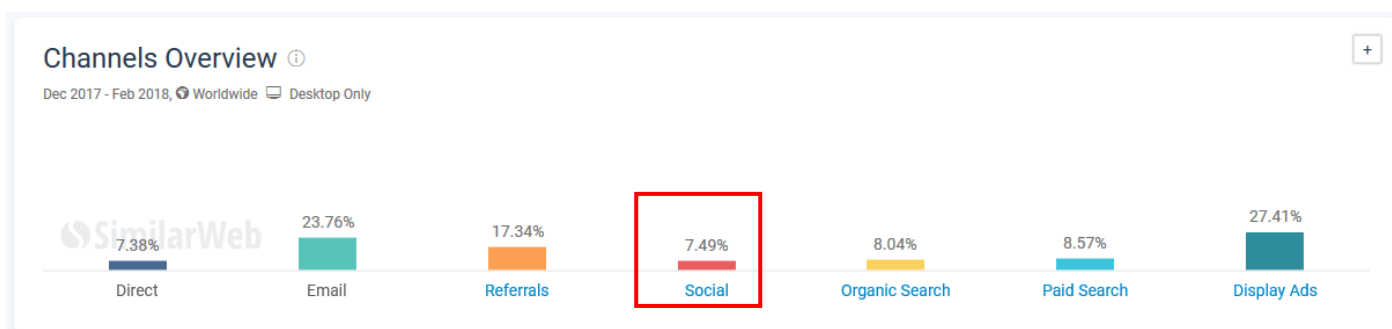 Channels Overview
+
Dec 2017 - Feb 2018, Worldwide Desktop Only
SimilarWeb
7.38%
23.76%
17.34%
7.49%
8.04%
8.57%
27.41%
Direct
Email
Referrals
Social
Organic Search
Paid Search
Display Ads